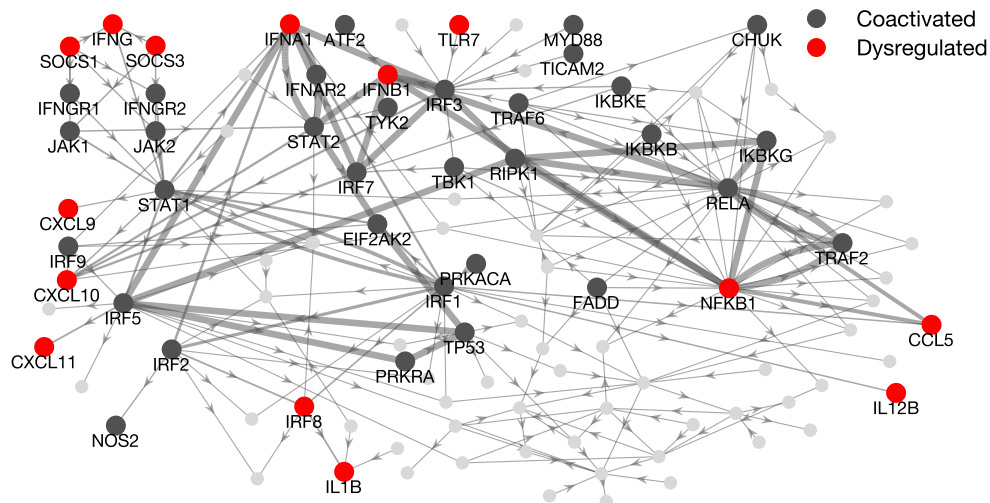 Coactivated
Dysregulated
IFNG
IFNA1
ATF2
TLR7
MYD88
CHUK
SOCS1
SOCS3
TICAM2
IFNGR1
IFNGR2
IFNAR2
IFNB1
IRF3
IKBKE
TRAF6
TYK2
JAK1
JAK2
STAT2
IKBKB
IKBKG
IRF7
TBK1
RIPK1
STAT1
RELA
CXCL9
EIF2AK2
IRF9
TRAF2
PRKACA
CXCL10
IRF1
FADD
NFKB1
IRF5
CCL5
TP53
CXCL11
IRF2
PRKRA
IL12B
IRF8
NOS2
IL1B